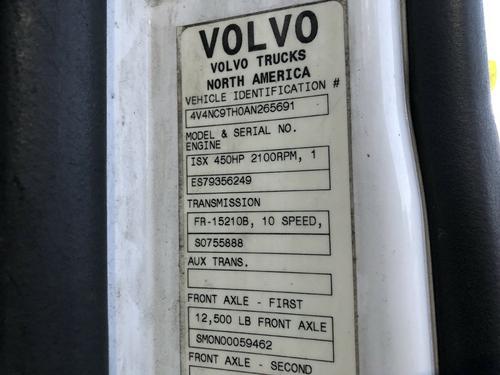 VOLVO
VOLVO TRUCKS
NORTH AMERICA
VEHICLE IDENTIFICATION #
4V4NC9TH0AN265691
MODEL & SERIAL NO.
ENGINE
ISX 450HP 2100RPM, 1
ES79356249
TRANSMISSION
FR-15210B, 10 SPEED,
S0755888
AUX TRANS.
FRONT AXLE - FIRST
12,500 LB FRONT AXLE
SMON00059462
FRONT AXLE - SECOND